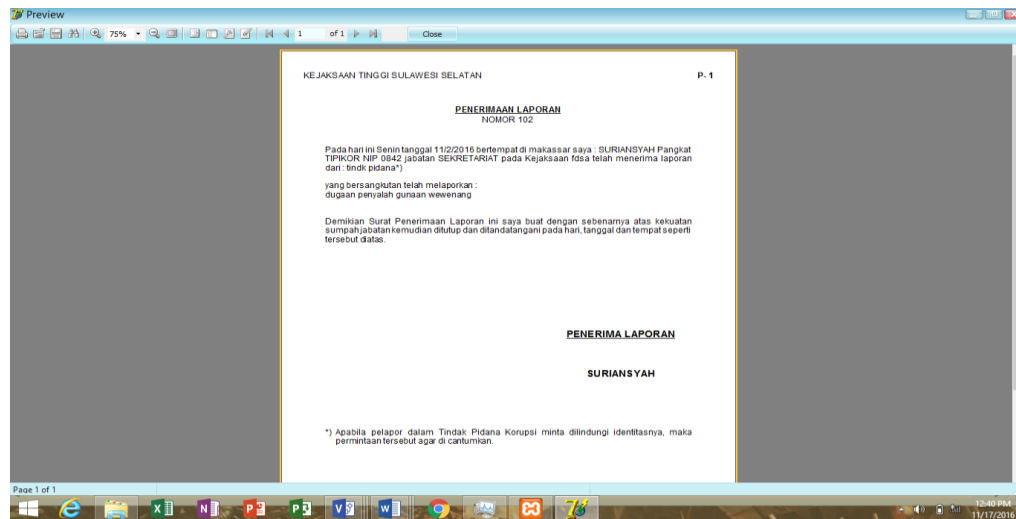 Preview
75% 1 of 1 Close
KEJAKSAAN TINGGI SULAWESI SELATAN P- 1
PENERIMAAN LAPORAN
NOMOR 102
Pada hari ini Senin tanggal 11/2/2016 bertempat di makassar saya : SURIANSYAH Pangkat
TIPIKOR NIP 0842 jabatan SEKRETARIAT pada Kejaksaan fdsa telah menerima laporan
dari : tindk pidana*)
yang bersangkutan telah melaporkan :
dugaan penyalah gunaan wewenang
Demikian Surat Penerimaan Laporan ini saya buat dengan sebenarnya atas kekuatan
sumpah jabatan kemudian ditutup dan ditandatangani pada hari, tanggal dan tempat seperti
tersebut diatas.
PENERIMA LAPORAN
SURIANSYAH
*) Apabila pelapor dalam Tindak Pidana Korupsi minta dilindungi identitasnya, maka
permintaan tersebut agar di cantumkan.
Page 1 of 1
12:40 PM
11/17/2016